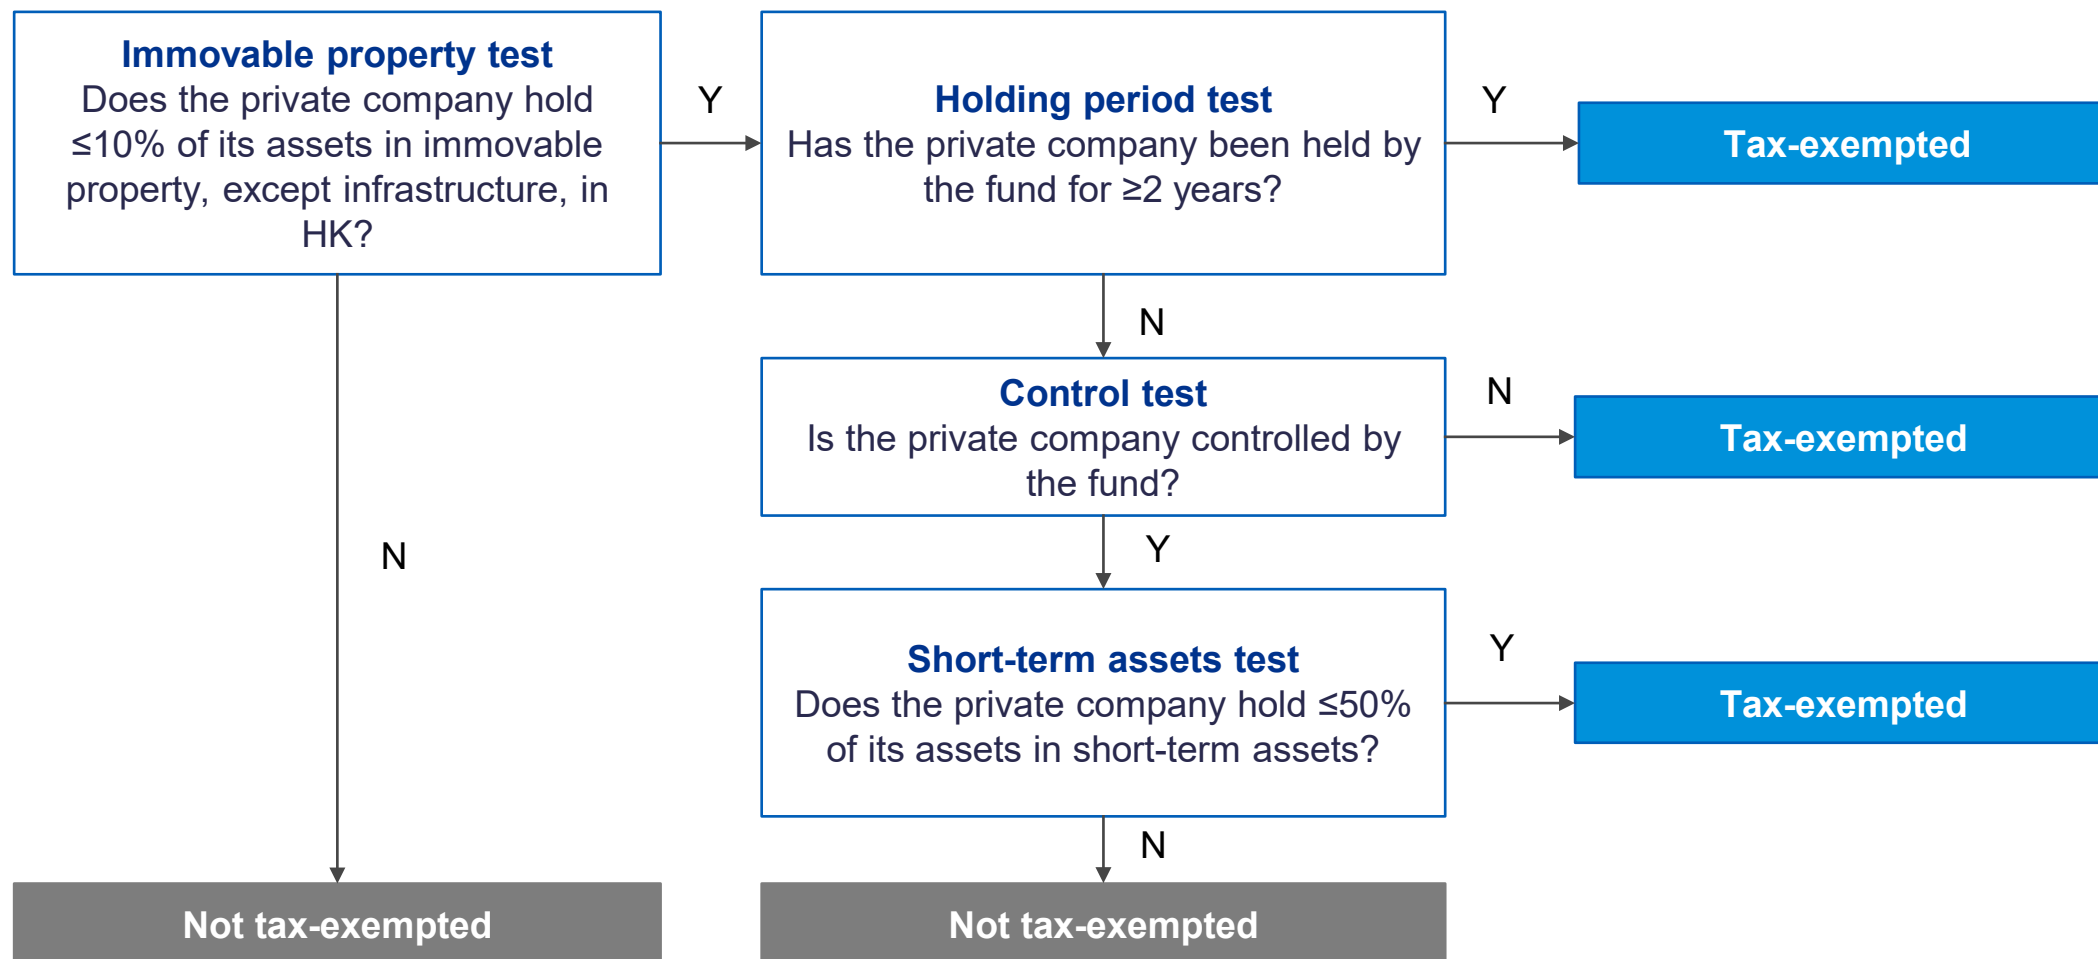 Immovable property test
Does the private company hold
≤10% of its assets in immovable
property, except infrastructure, in
HK?
Y
Holding period test
Has the private company been held by
the fund for ≥2 years?
Y
Tax-exempted
N
Control test
Is the private company controlled by
the fund?
N
Tax-exempted
N
Y
Short-term assets test
Does the private company hold ≤50%
of its assets in short-term assets?
Y
Tax-exempted
N
Not tax-exempted
Not tax-exempted